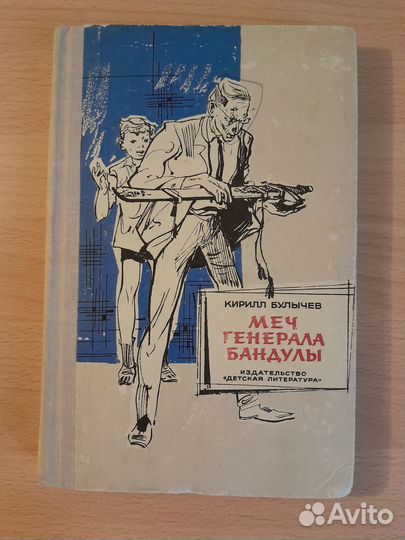 КИРИЛЛ БУЛЫЧЕВ
МЕЧ
ГЕНЕРАЛА
БАНДУЛЫ
ИЗДАТЕЛЬСТВО
«ДЕТСКАЯ ЛИТЕРАТУРА»
Avito